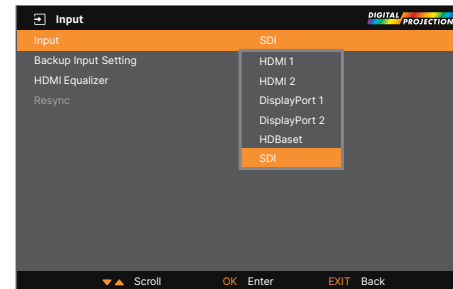 Input
DIGITAL PROJECTION
Input SDI
Backup Input Setting HDMI 1
HDMI Equalizer HDMI 2
Resync DisplayPort 1
DisplayPort 2
HDBaset
SDI
Scroll OK Enter EXIT Back